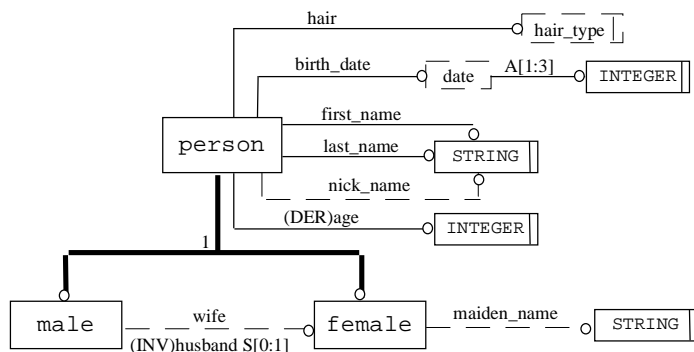 hair
hair_type
birth_date
date
A[1:3]
INTEGER
first_name
person
last_name
STRING
nick_name
(DER)age
INTEGER
1
male
wife
(INV)husband S[0:1]
female
maiden_name
STRING